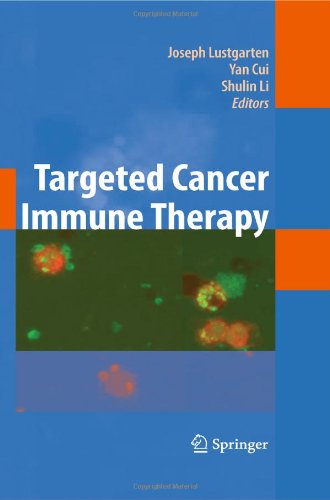 Joseph Lustgarten
Yan Cui
Shulin Li
Editors
Targeted Cancer
Immune Therapy
Springer